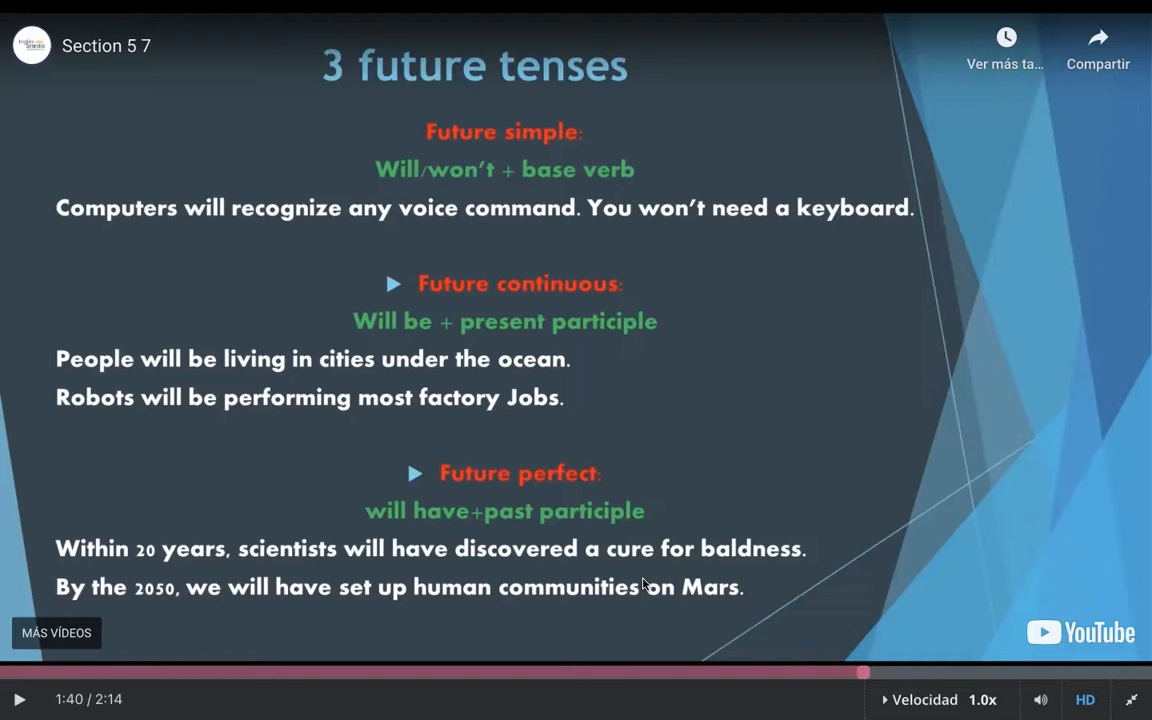 Section 5 7
3 future tenses
Ver más ta...
Compartir
Future simple:
Will/won't + base verb
Computers will recognize any voice command. You won't need a keyboard.
Future continuous:
Will be + present participle
People will be living in cities under the ocean.
Robots will be performing most factory Jobs.
Future perfect:
will have+past participle
Within 20 years, scientists will have discovered a cure for baldness.
By the 2050, we will have set up human communities on Mars.
MÁS VÍDEOS
YouTube
1:40 / 2:14
Velocidad 1.0x
HD